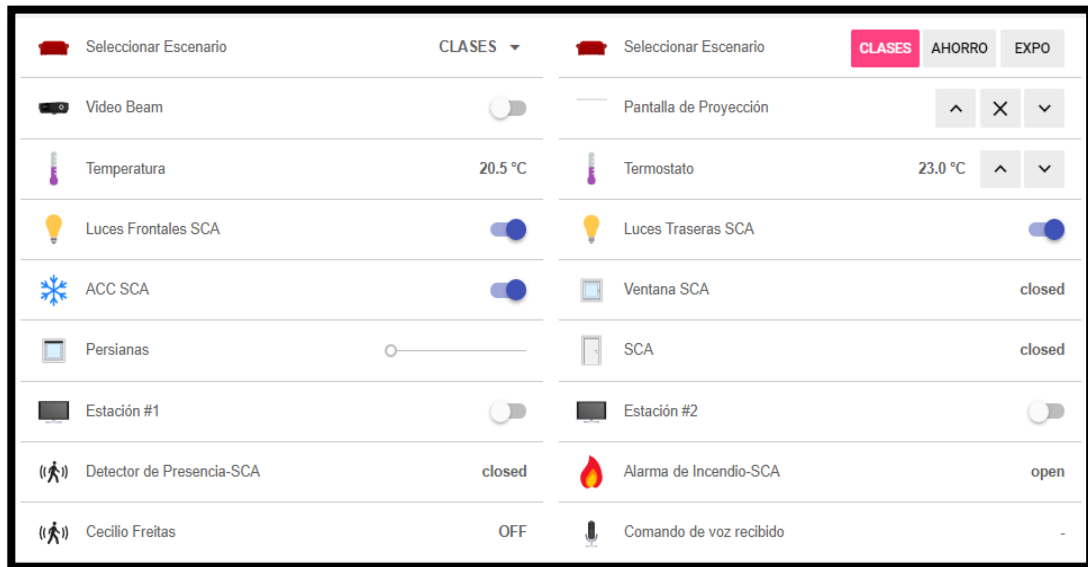 Seleccionar Escenario CLASES
Seleccionar Escenario CLASES AHORRO EXPO
Video Beam
Pantalla de Proyección
Temperatura 20.5 °C
Termostato 23.0 °C
Luces Frontales SCA
Luces Traseras SCA
ACC SCA
Ventana SCA closed
Persianas
SCA closed
Estación #1
Estación #2
Detector de Presencia-SCA closed
Alarma de Incendio-SCA open
Cecilio Freitas OFF
Comando de voz recibido -